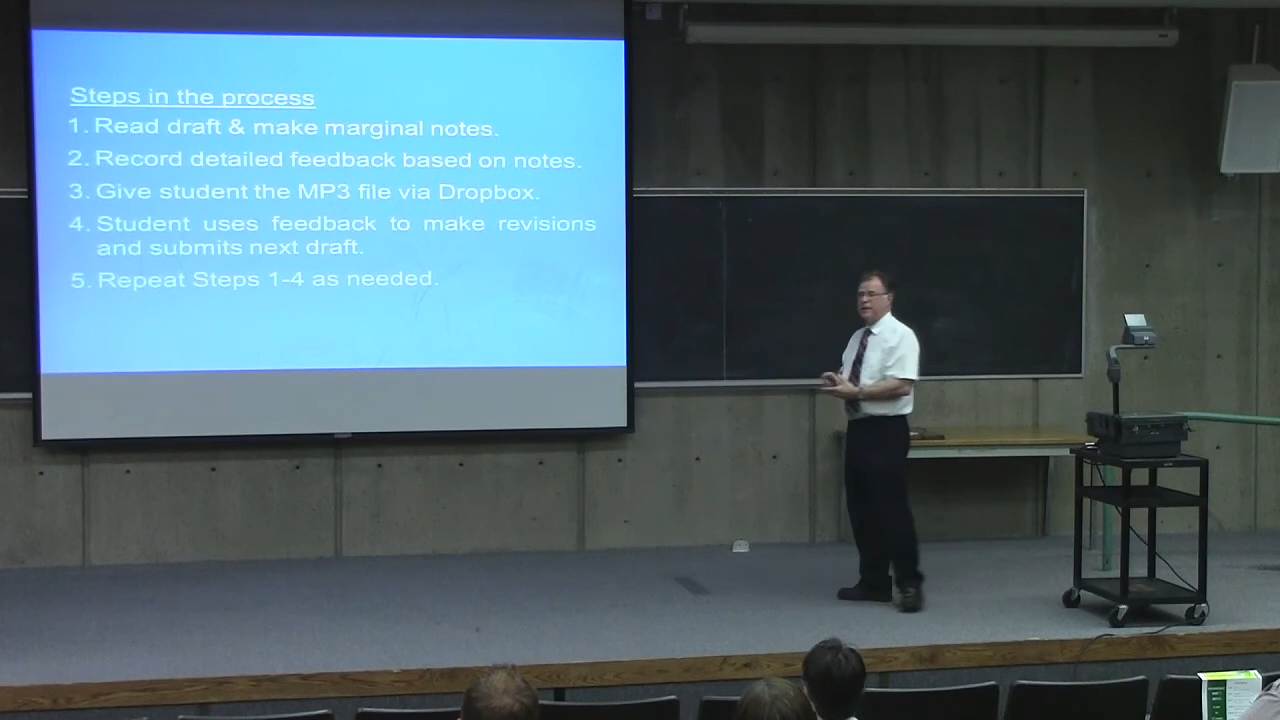 Steps in the process
1. Read draft & make marginal notes.
2. Record detailed feedback based on notes.
3. Give student the MP3 file via Dropbox.
4. Student uses feedback to make revisions
and submits next draft.
5. Repeat Steps 1-4 as needed.